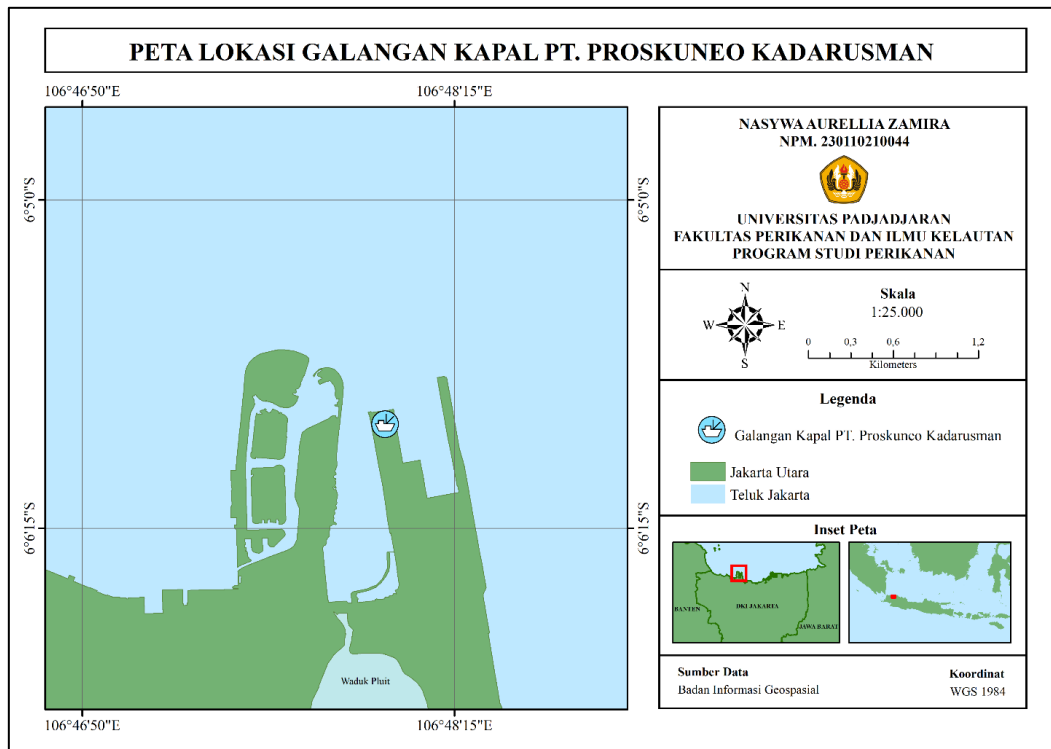 PETA LOKASI GALANGAN KAPAL PT. PROSKUNEO KADARUSMAN
106°46'50"E
106°48'15"E
6°5'0"S
6°5'0"S
6°6'15"S
6°6'15"S
Waduk Pluit
106°46'50"E
106°48'15"E
NASYWA AURELLIA ZAMIRA
NPM. 230110210044
UNIVERSITAS PADJADJARAN
FAKULTAS PERIKANAN DAN ILMU KELAUTAN
PROGRAM STUDI PERIKANAN
N
W
E
S
Skala
1:25.000
0 0,3 0,6 1,2
Kilometers
Legenda
Galangan Kapal PT. Proskunco Kadarusman
Jakarta Utara
Teluk Jakarta
Inset Peta
BANTEN
DKI JAKARTA
JAWA BARAT
Sumber Data
Badan Informasi Geospasial
Koordinat
WGS 1984